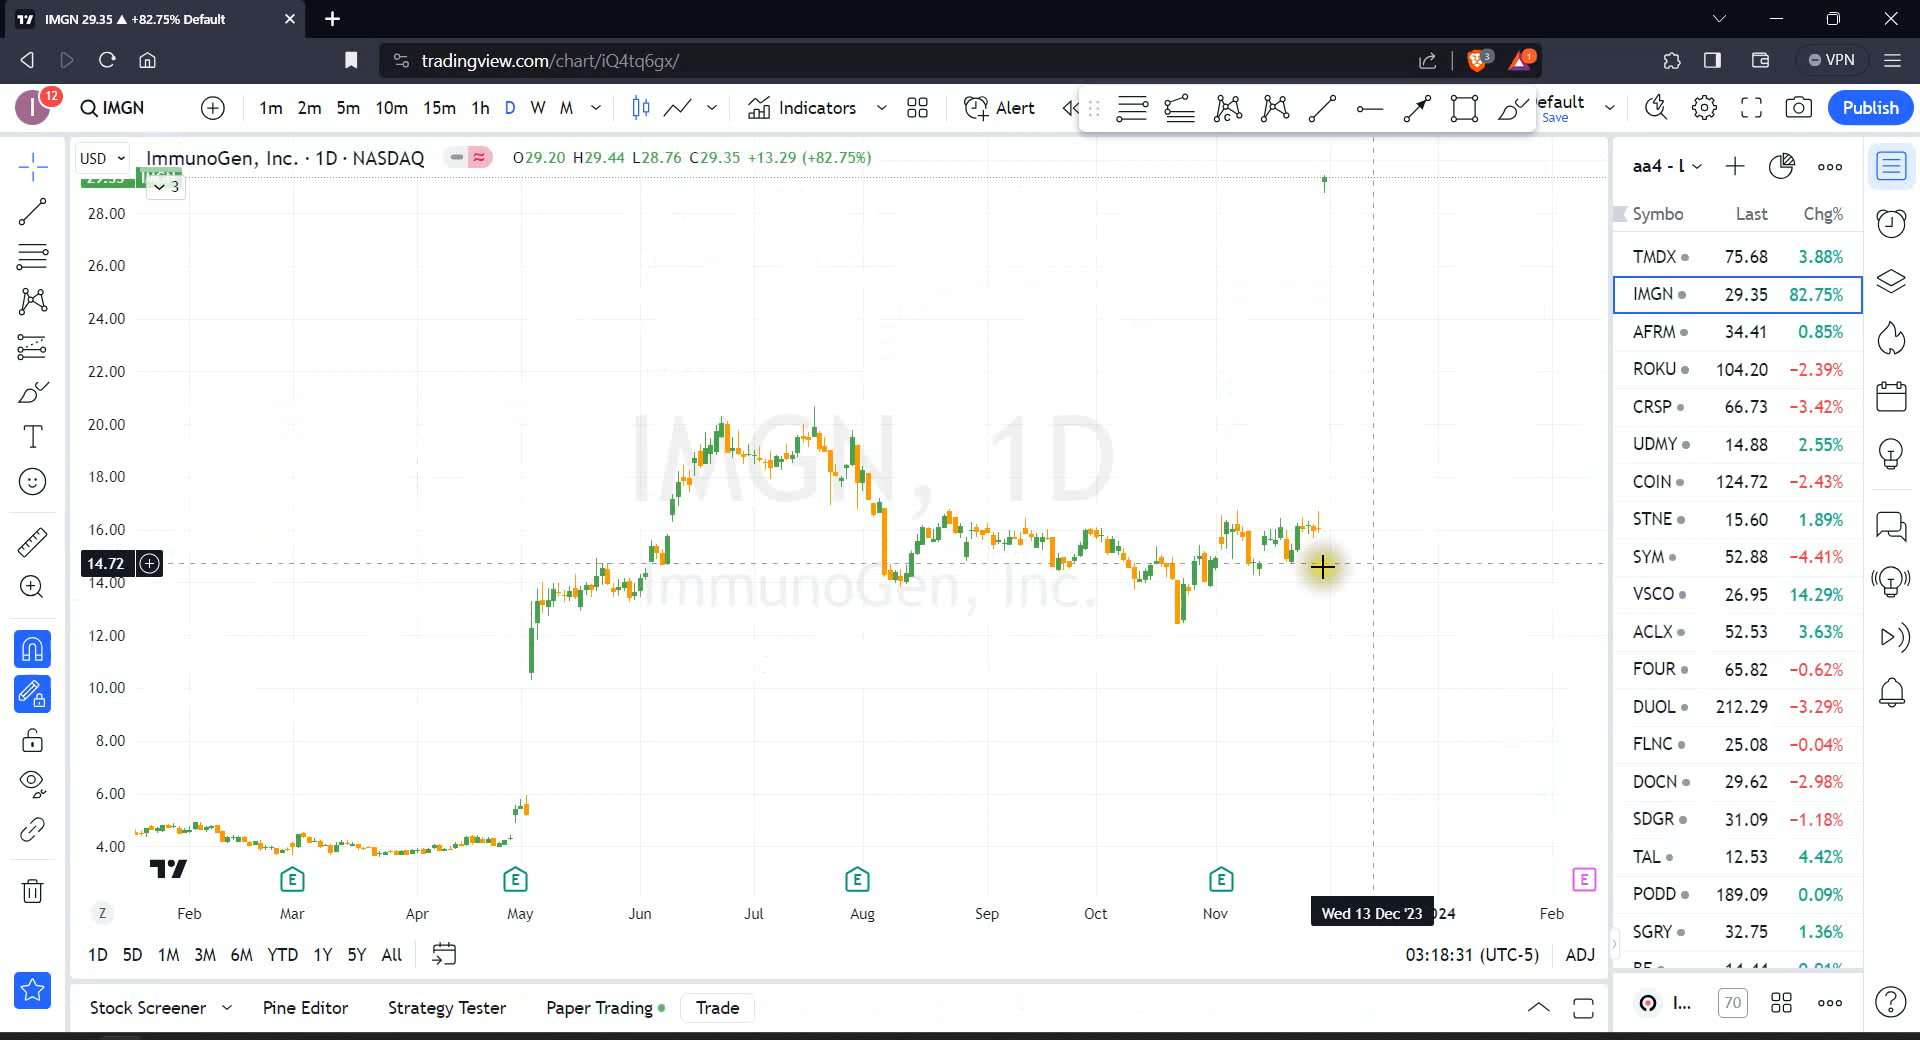 IMGN 29.35 ▲ +82.75% Default
tradingview.com/chart/iQ4tq6gx/
3
1
VPN
I
12
IMGN
1m 2m 5m 10m 15m 1h D W M
Indicators
Alert
efault
Save
Publish
USD
ImmunoGen, Inc. · 1D · NASDAQ
O29.20 H29.44 L28.76 C29.35 +13.29 (+82.75%)
3
28.00
26.00
24.00
22.00
20.00
18.00
16.00
14.72
14.00
12.00
10.00
8.00
6.00
4.00
IMGN, 1D
ImmunoGen, Inc.
E E E E E
Z
Feb Mar Apr May Jun Jul Aug Sep Oct Nov Wed 13 Dec '23 024 Feb
1D 5D 1M 3M 6M YTD 1Y 5Y All
03:18:31 (UTC-5) ADJ
Stock Screener Pine Editor Strategy Tester Paper Trading Trade
aa4 - L
Symbo Last Chg%
TMDX 75.68 3.88%
IMGN 29.35 82.75%
AFRM 34.41 0.85%
ROKU 104.20 −2.39%
CRSP 66.73 −3.42%
UDMY 14.88 2.55%
COIN 124.72 −2.43%
STNE 15.60 1.89%
SYM 52.88 −4.41%
VSCO 26.95 14.29%
ACLX 52.53 3.63%
FOUR 65.82 −0.62%
DUOL 212.29 −3.29%
FLNC 25.08 −0.04%
DOCN 29.62 −2.98%
SDGR 31.09 −1.18%
TAL 12.53 4.42%
PODD 189.09 0.09%
SGRY 32.75 1.36%
I... 70